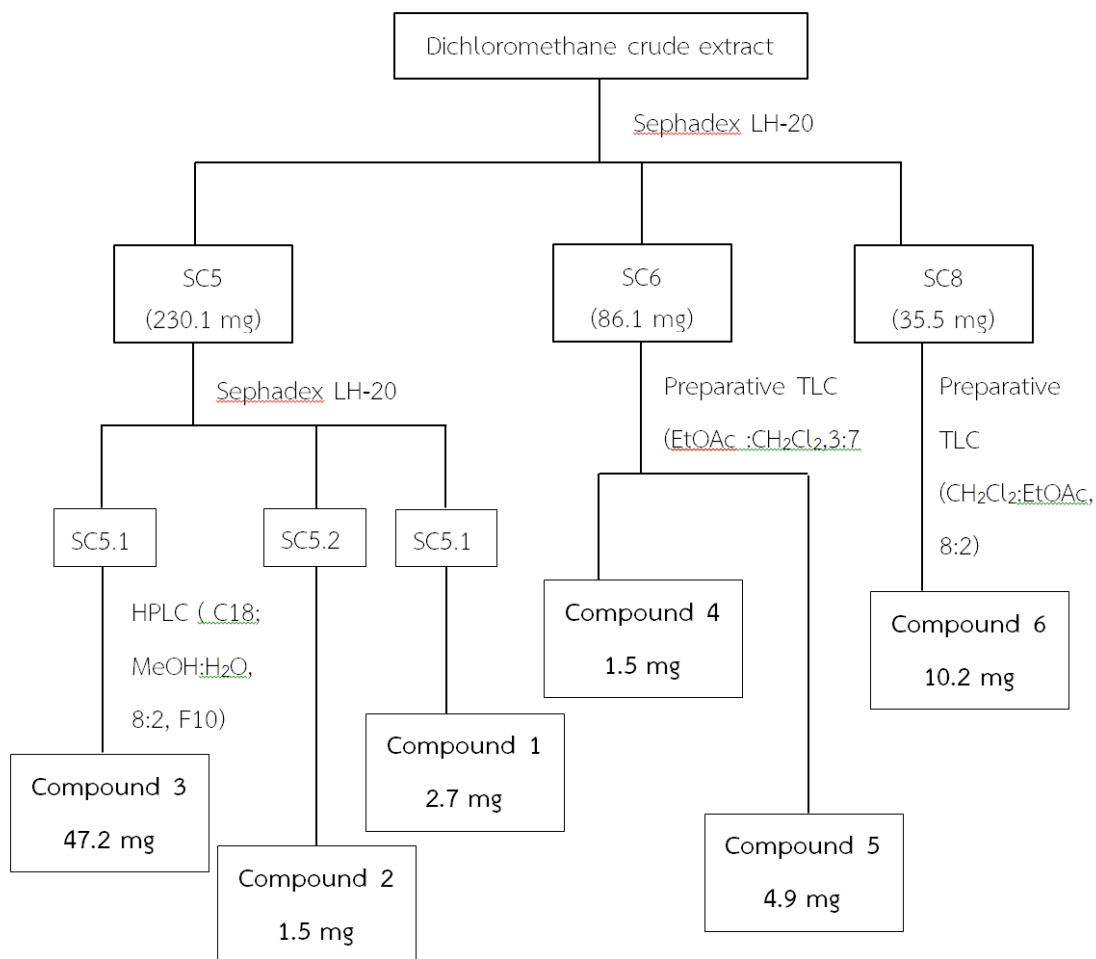 Dichloromethane crude extract
Sephadex LH-20
SC5
(230.1 mg)
SC6
(86.1 mg)
SC8
(35.5 mg)
Sephadex LH-20
Preparative TLC
(EtOAc :CH₂Cl₂,3:7
Preparative
TLC
(CH₂Cl₂:EtOAc,
8:2)
SC5.1
SC5.2
SC5.1
HPLC ( C18;
MeOH:H₂O,
8:2, F10)
Compound 4
1.5 mg
Compound 6
10.2 mg
Compound 1
2.7 mg
Compound 3
47.2 mg
Compound 5
4.9 mg
Compound 2
1.5 mg